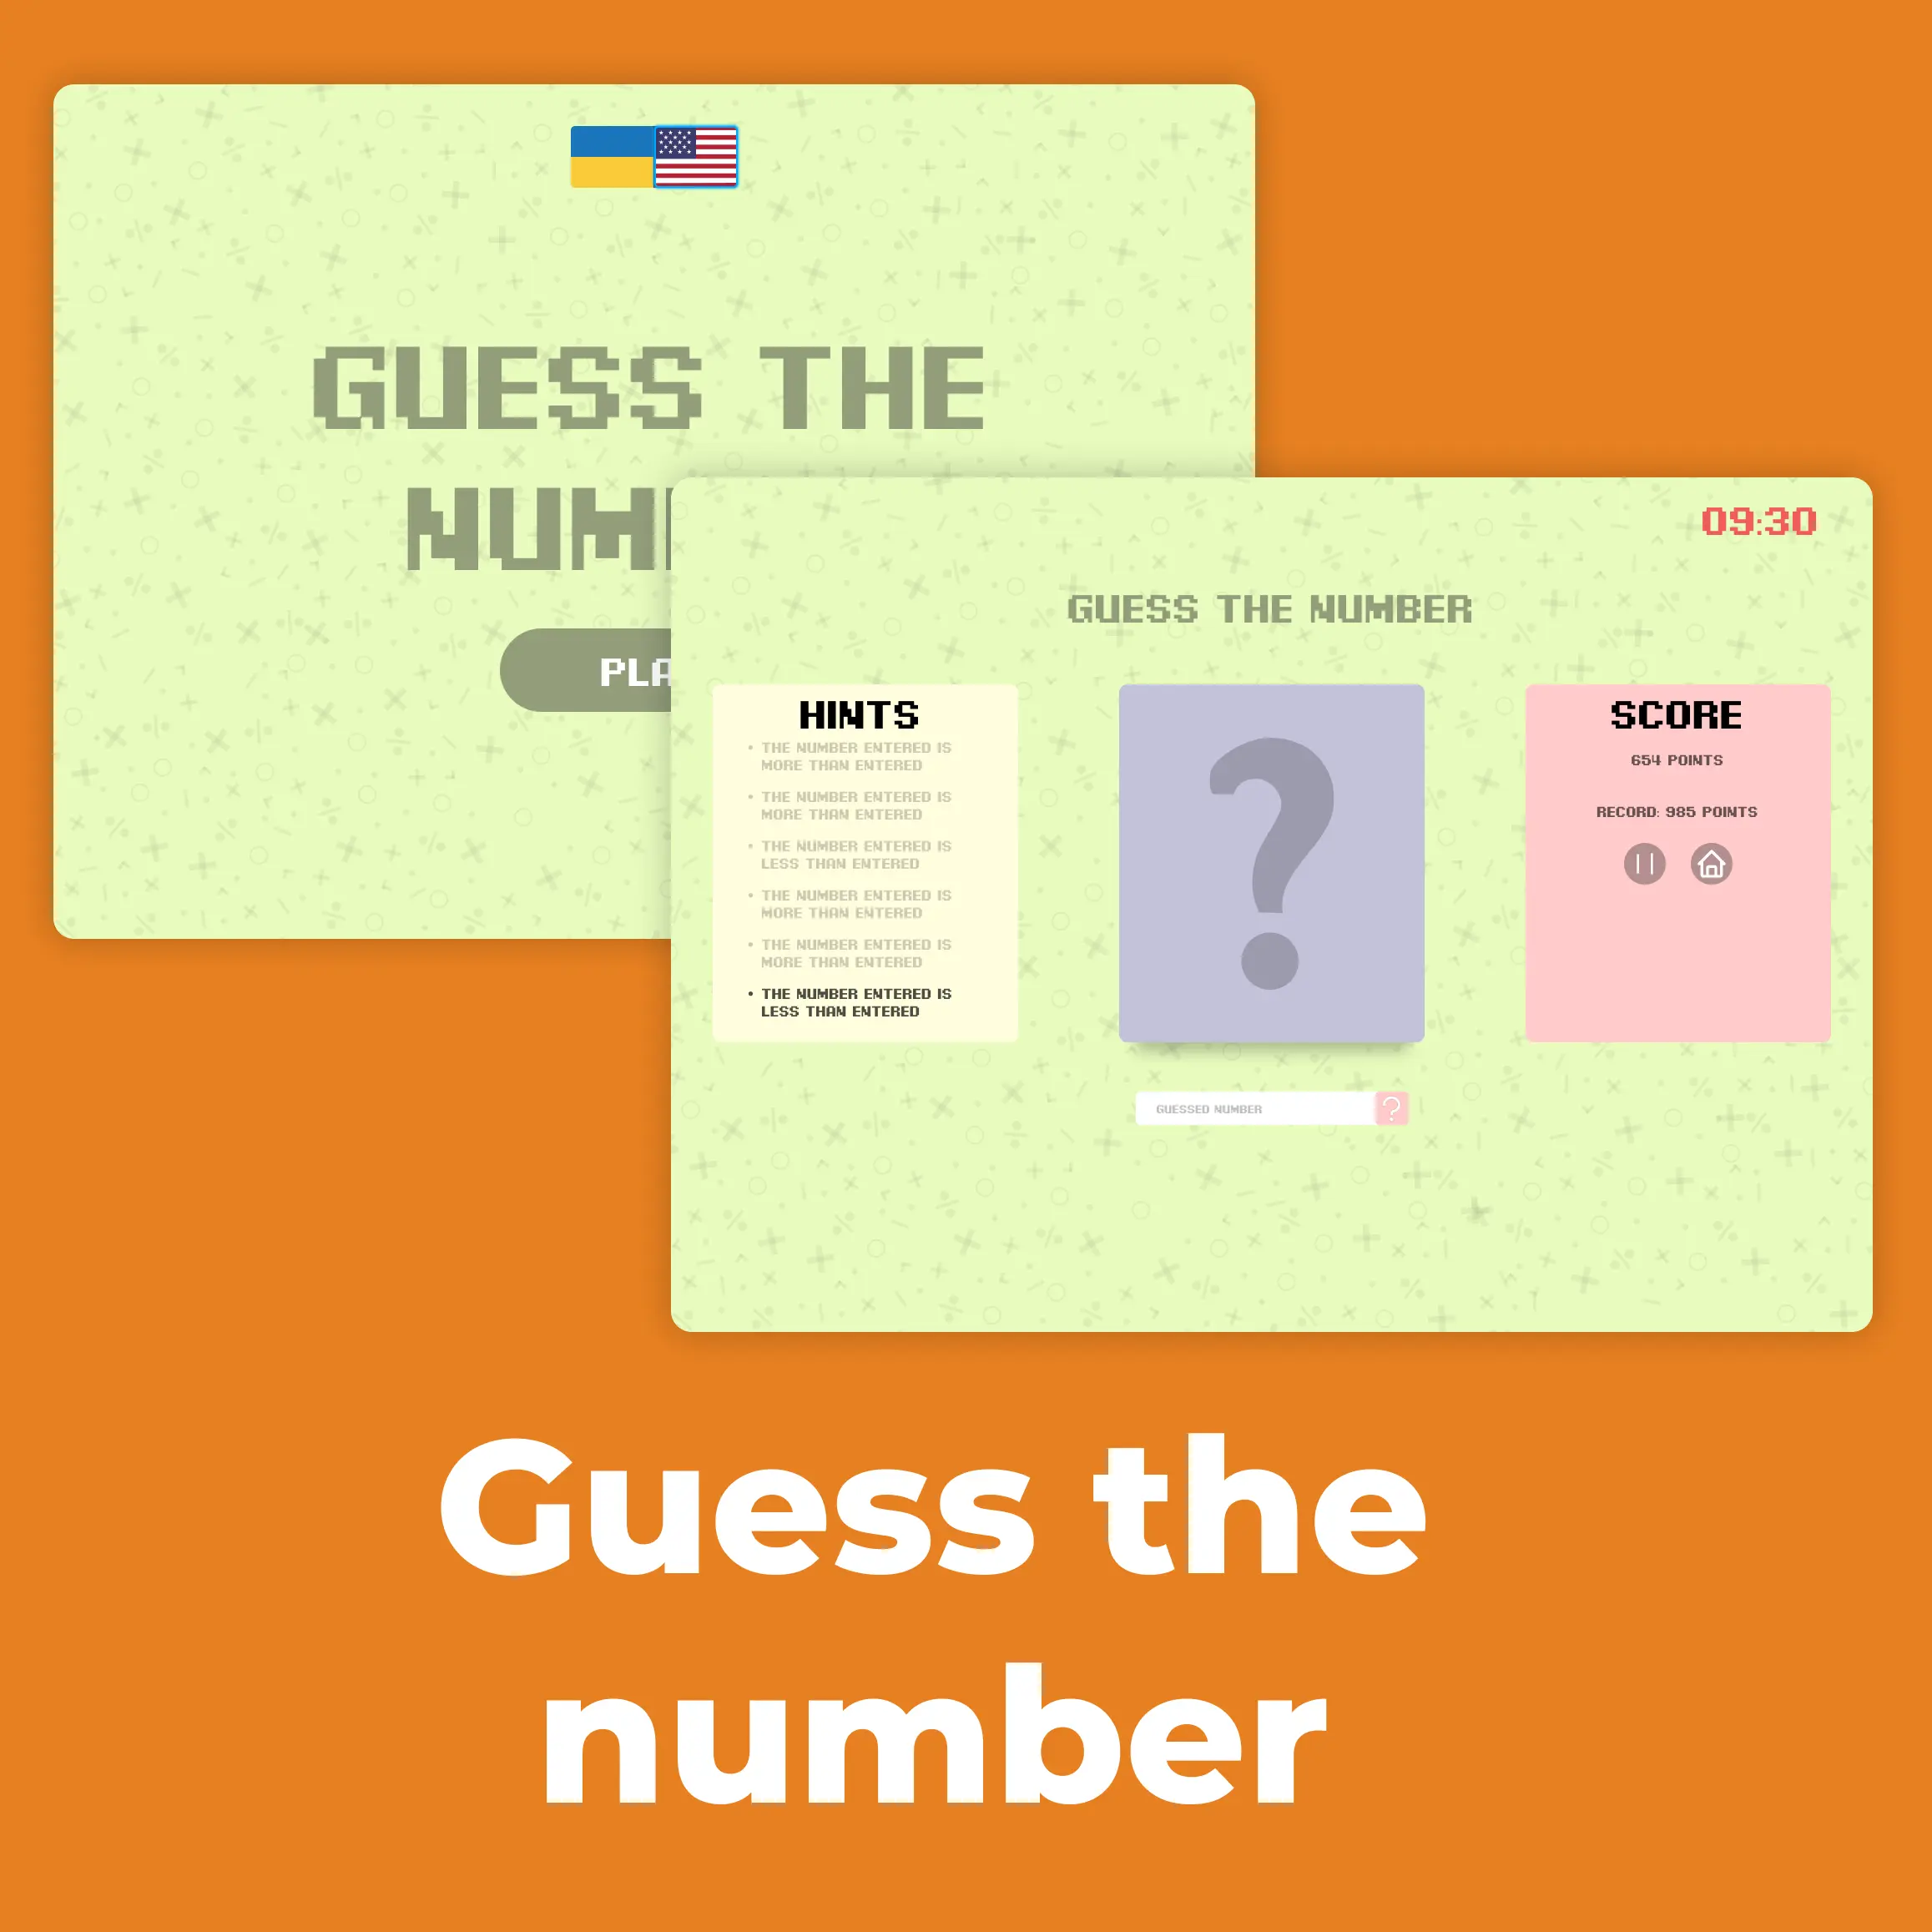 GUESS THE
NUM
PLA
09:30
GUESS THE NUMBER
HINTS
• THE NUMBER ENTERED IS
MORE THAN ENTERED
• THE NUMBER ENTERED IS
MORE THAN ENTERED
• THE NUMBER ENTERED IS
LESS THAN ENTERED
• THE NUMBER ENTERED IS
MORE THAN ENTERED
• THE NUMBER ENTERED IS
MORE THAN ENTERED
• THE NUMBER ENTERED IS
LESS THAN ENTERED
?
GUESSED NUMBER
?
SCORE
654 POINTS
RECORD: 985 POINTS
Guess the
number